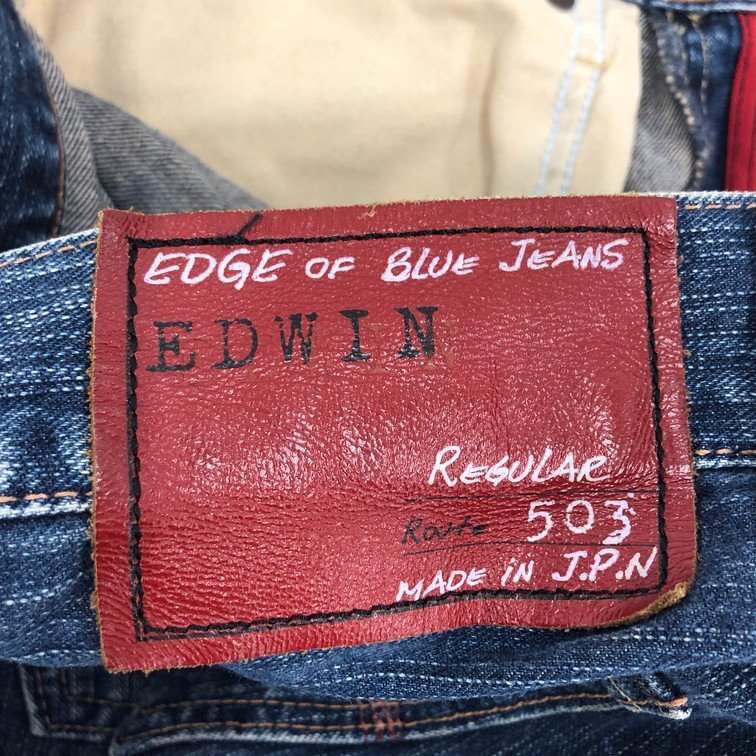 EDGE OF BLUE JEANS
EDWIN
REGULAR
Route 503
MADE IN J.P.N